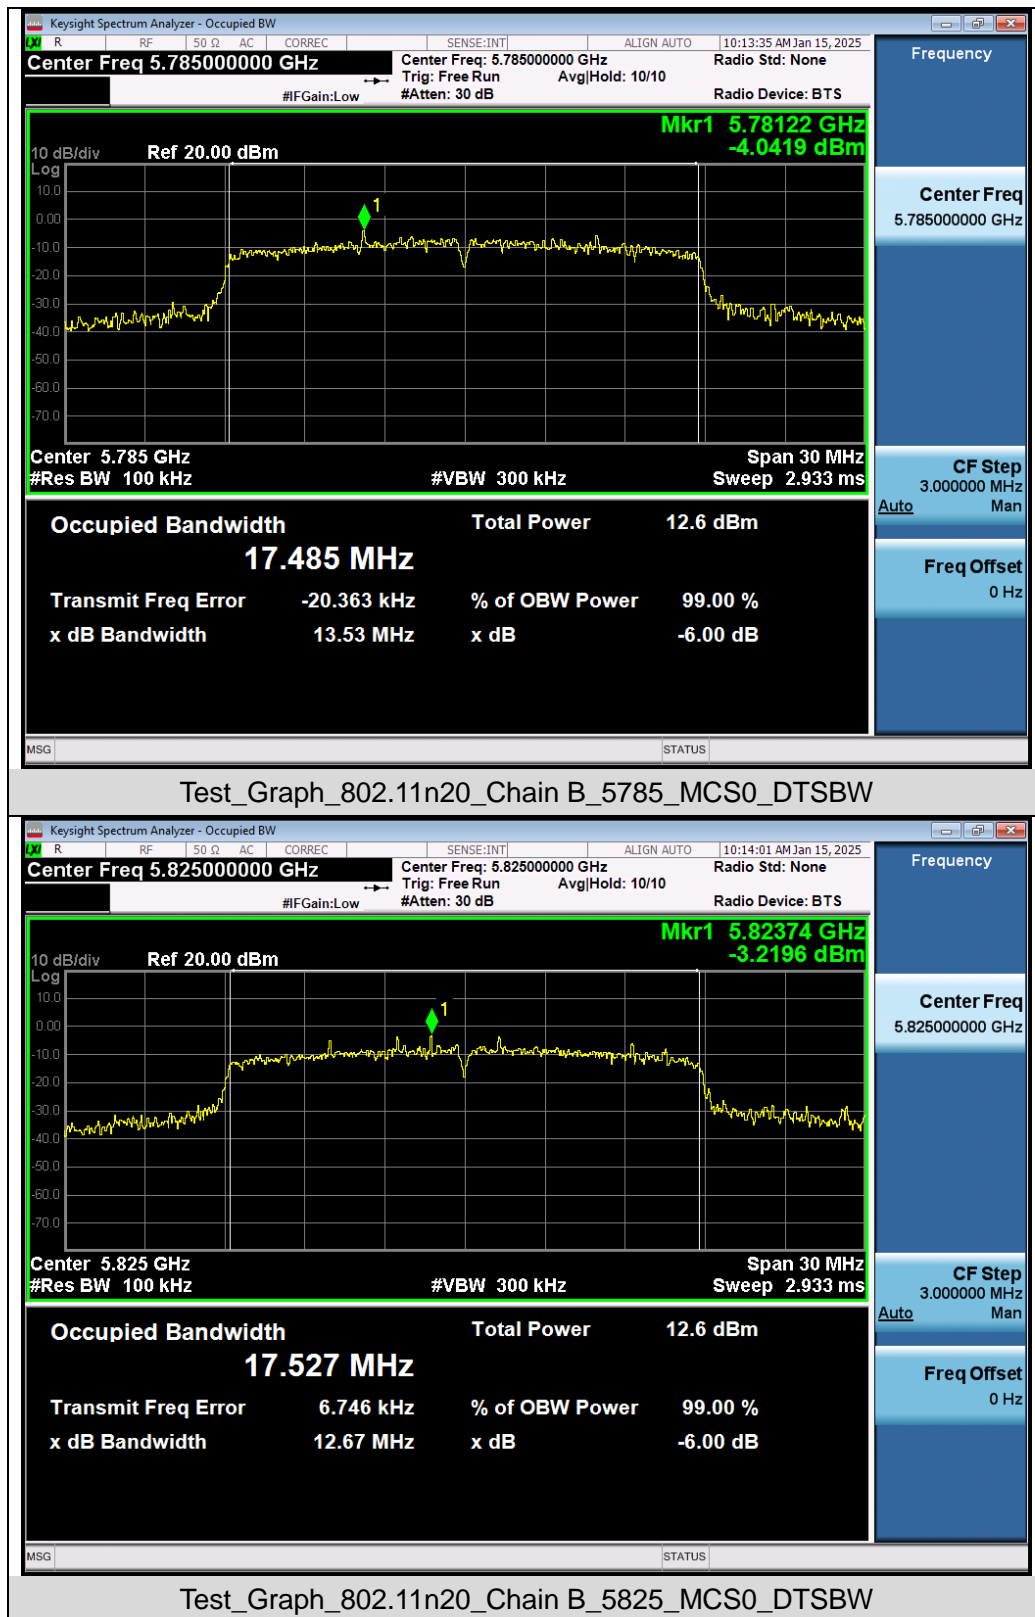 Keysight Spectrum Analyzer - Occupied BW
LXI R RF 50 Ω AC CORREC SENSE:INT ALIGN AUTO 10:13:35 AM Jan 15, 2025
Center Freq 5.785000000 GHz
Center Freq: 5.785000000 GHz
Radio Std: None
Trig: Free Run Avg|Hold: 10/10
#IFGain:Low
#Atten: 30 dB
Radio Device: BTS
Mkr1 5.78122 GHz
-4.0419 dBm
10 dB/div Ref 20.00 dBm
Log
10.0
0.00
-10.0
-20.0
-30.0
-40.0
-50.0
-60.0
-70.0
1
Center 5.785 GHz Span 30 MHz
#Res BW 100 kHz #VBW 300 kHz Sweep 2.933 ms
Occupied Bandwidth Total Power 12.6 dBm
17.485 MHz
Transmit Freq Error -20.363 kHz % of OBW Power 99.00 %
x dB Bandwidth 13.53 MHz x dB -6.00 dB
MSG STATUS
Frequency
Center Freq
5.785000000 GHz
CF Step
3.000000 MHz
Auto Man
Freq Offset
0 Hz
Test_Graph_802.11n20_Chain B_5785_MCS0_DTSBW
Keysight Spectrum Analyzer - Occupied BW
LXI R RF 50 Ω AC CORREC SENSE:INT ALIGN AUTO 10:14:01 AM Jan 15, 2025
Center Freq 5.825000000 GHz
Center Freq: 5.825000000 GHz
Radio Std: None
Trig: Free Run Avg|Hold: 10/10
#IFGain:Low
#Atten: 30 dB
Radio Device: BTS
Mkr1 5.82374 GHz
-3.2196 dBm
10 dB/div Ref 20.00 dBm
Log
10.0
0.00
-10.0
-20.0
-30.0
-40.0
-50.0
-60.0
-70.0
1
Center 5.825 GHz Span 30 MHz
#Res BW 100 kHz #VBW 300 kHz Sweep 2.933 ms
Occupied Bandwidth Total Power 12.6 dBm
17.527 MHz
Transmit Freq Error 6.746 kHz % of OBW Power 99.00 %
x dB Bandwidth 12.67 MHz x dB -6.00 dB
MSG STATUS
Frequency
Center Freq
5.825000000 GHz
CF Step
3.000000 MHz
Auto Man
Freq Offset
0 Hz
Test_Graph_802.11n20_Chain B_5825_MCS0_DTSBW